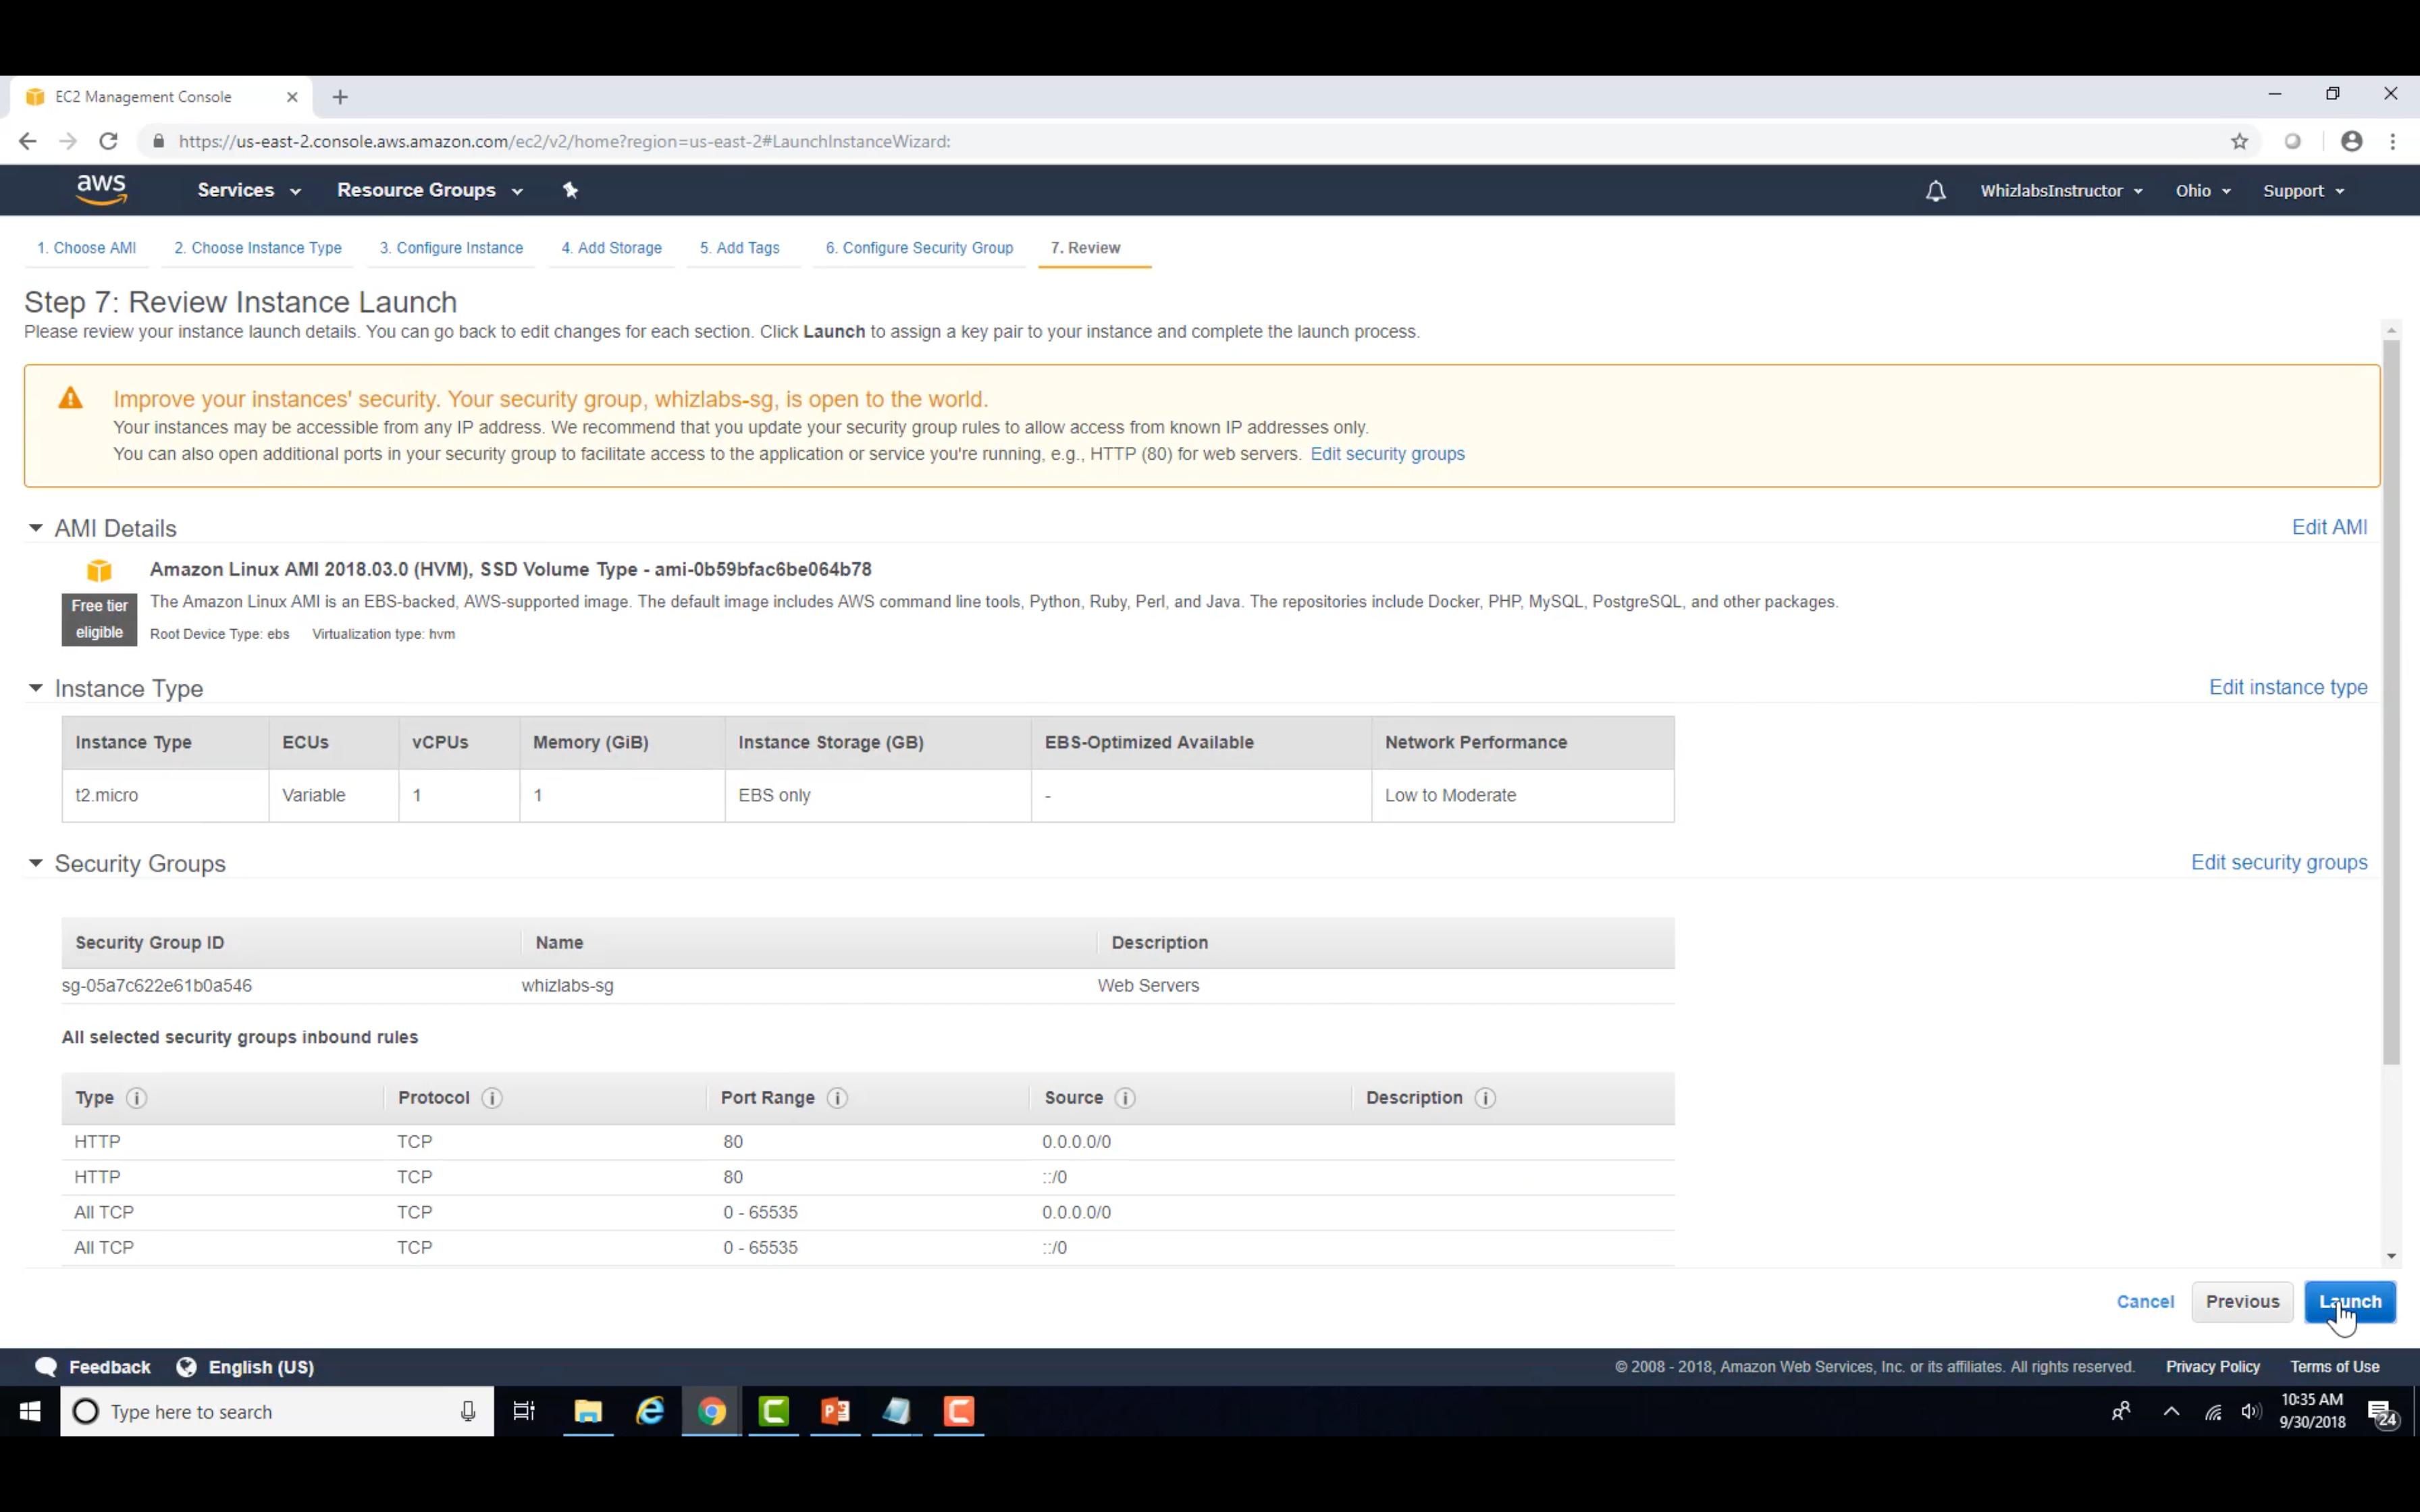 EC2 Management Console
https://us-east-2.console.aws.amazon.com/ec2/v2/home?region=us-east-2#LaunchInstanceWizard:
aws Services Resource Groups WhizlabsInstructor Ohio Support
1. Choose AMI 2. Choose Instance Type 3. Configure Instance 4. Add Storage 5. Add Tags 6. Configure Security Group 7. Review
Step 7: Review Instance Launch
Please review your instance launch details. You can go back to edit changes for each section. Click Launch to assign a key pair to your instance and complete the launch process.
Improve your instances' security. Your security group, whizlabs-sg, is open to the world.
Your instances may be accessible from any IP address. We recommend that you update your security group rules to allow access from known IP addresses only.
You can also open additional ports in your security group to facilitate access to the application or service you're running, e.g., HTTP (80) for web servers. Edit security groups
AMI Details Edit AMI
Amazon Linux AMI 2018.03.0 (HVM), SSD Volume Type - ami-0b59bfac6be064b78
Free tier eligible
The Amazon Linux AMI is an EBS-backed, AWS-supported image. The default image includes AWS command line tools, Python, Ruby, Perl, and Java. The repositories include Docker, PHP, MySQL, PostgreSQL, and other packages.
Root Device Type: ebs Virtualization type: hvm
Instance Type Edit instance type
Instance Type ECUs vCPUs Memory (GiB) Instance Storage (GB) EBS-Optimized Available Network Performance
t2.micro Variable 1 1 EBS only - Low to Moderate
Security Groups Edit security groups
Security Group ID Name Description
sg-05a7c622e61b0a546 whizlabs-sg Web Servers
All selected security groups inbound rules
Type Protocol Port Range Source Description
HTTP TCP 80 0.0.0.0/0
HTTP TCP 80 ::/0
All TCP TCP 0 - 65535 0.0.0.0/0
All TCP TCP 0 - 65535 ::/0
Cancel Previous Launch
Feedback English (US) © 2008 - 2018, Amazon Web Services, Inc. or its affiliates. All rights reserved. Privacy Policy Terms of Use
Type here to search
10:35 AM
9/30/2018
24